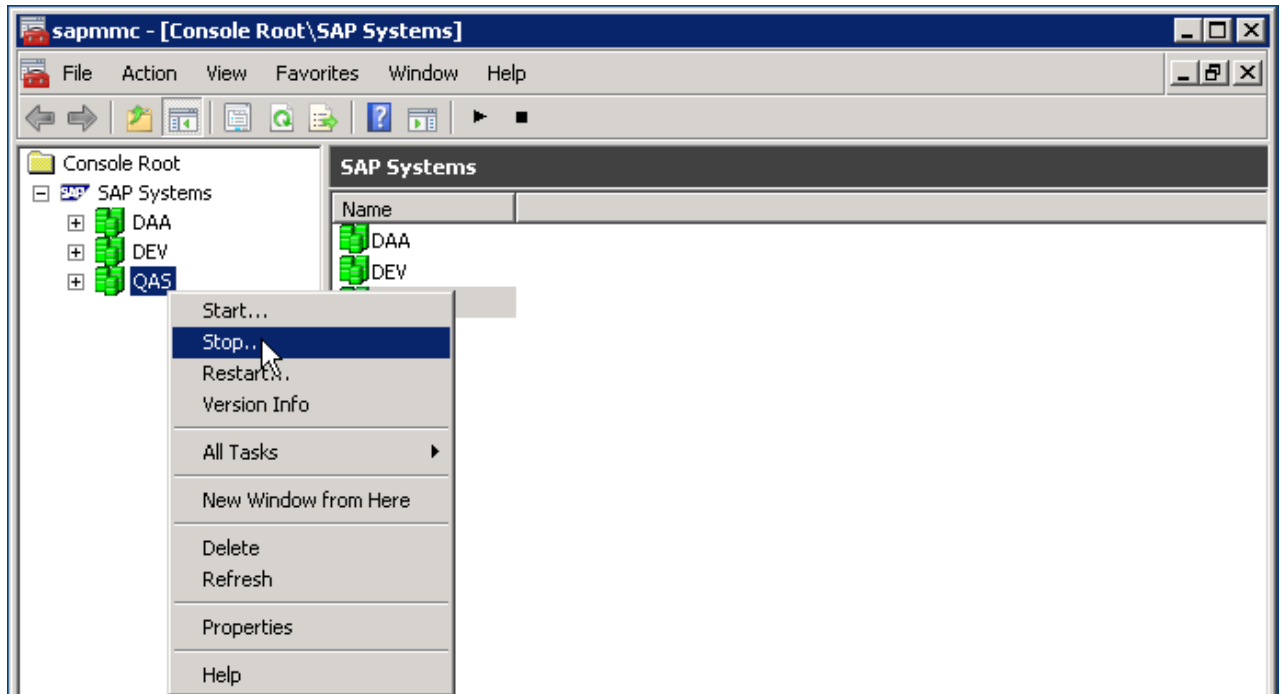 sapmmc - [Console Root\SAP Systems]
File Action View Favorites Window Help
Console Root
SAP SAP Systems
DAA
DEV
QAS
SAP Systems
Name
DAA
DEV
Start...
Stop...
Restart...
Version Info
All Tasks
New Window from Here
Delete
Refresh
Properties
Help